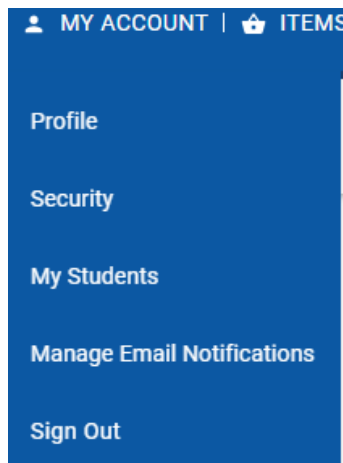 MY ACCOUNT | ITEMS
Profile
Security
My Students
Manage Email Notifications
Sign Out